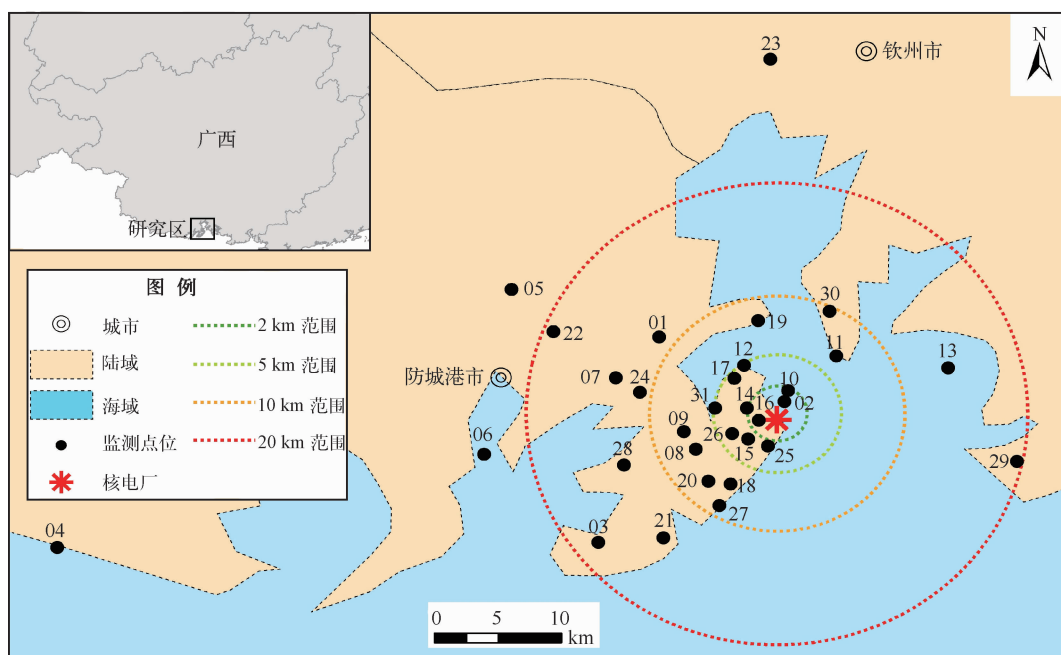 广西
研究区
N
钦州市
23
图 例
城市
陆域
海域
监测点位
核电厂
2 km 范围
5 km 范围
10 km 范围
20 km 范围
05
22
01
19
30
11
13
12
17
10
02
07
24
防城港市
31
14
16
09
26
15
25
08
06
28
20
18
27
29
04
03
21
0 5 10
km